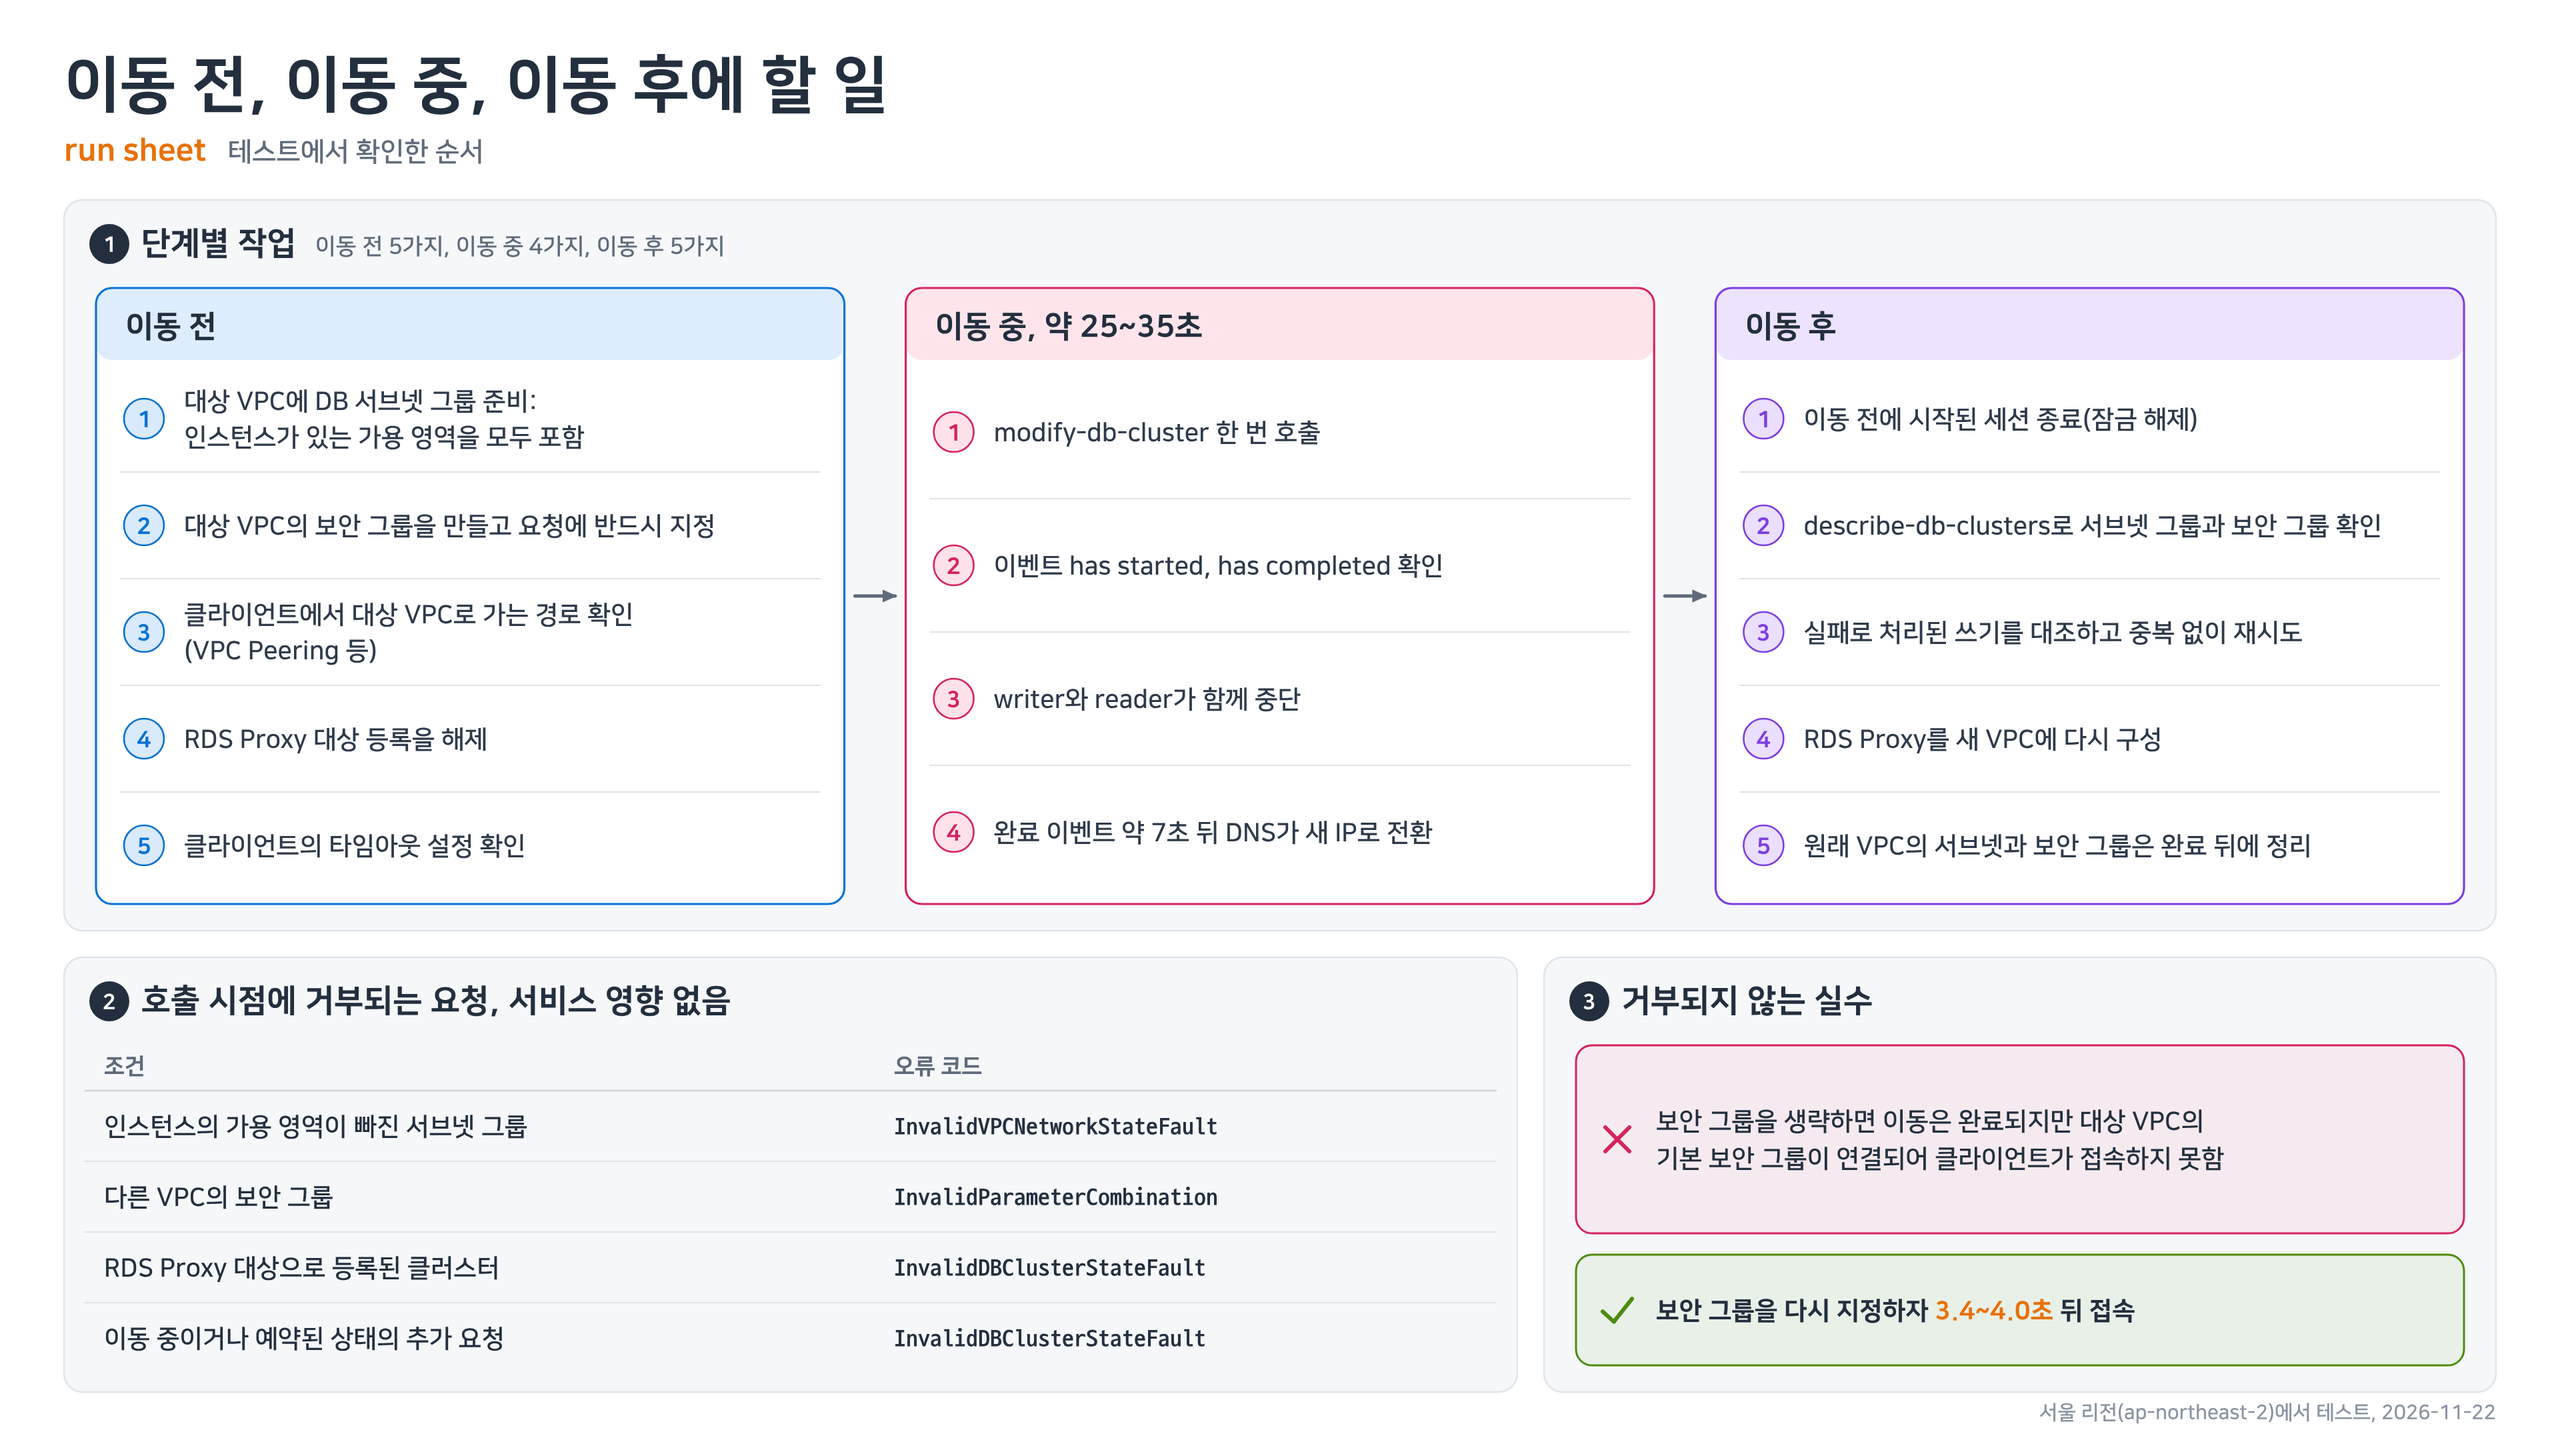 이동 전, 이동 중, 이동 후에 할 일
run sheet 테스트에서 확인한 순서
1 단계별 작업 이동 전 5가지, 이동 중 4가지, 이동 후 5가지
이동 전
1 대상 VPC에 DB 서브넷 그룹 준비:
인스턴스가 있는 가용 영역을 모두 포함
2 대상 VPC의 보안 그룹을 만들고 요청에 반드시 지정
3 클라이언트에서 대상 VPC로 가는 경로 확인
(VPC Peering 등)
4 RDS Proxy 대상 등록을 해제
5 클라이언트의 타임아웃 설정 확인
이동 중, 약 25~35초
1 modify-db-cluster 한 번 호출
2 이벤트 has started, has completed 확인
3 writer와 reader가 함께 중단
4 완료 이벤트 약 7초 뒤 DNS가 새 IP로 전환
이동 후
1 이동 전에 시작된 세션 종료(잠금 해제)
2 describe-db-clusters로 서브넷 그룹과 보안 그룹 확인
3 실패로 처리된 쓰기를 대조하고 중복 없이 재시도
4 RDS Proxy를 새 VPC에 다시 구성
5 원래 VPC의 서브넷과 보안 그룹은 완료 뒤에 정리
2 호출 시점에 거부되는 요청, 서비스 영향 없음
조건 오류 코드
인스턴스의 가용 영역이 빠진 서브넷 그룹 InvalidVPCNetworkStateFault
다른 VPC의 보안 그룹 InvalidParameterCombination
RDS Proxy 대상으로 등록된 클러스터 InvalidDBClusterStateFault
이동 중이거나 예약된 상태의 추가 요청 InvalidDBClusterStateFault
3 거부되지 않는 실수
보안 그룹을 생략하면 이동은 완료되지만 대상 VPC의
기본 보안 그룹이 연결되어 클라이언트가 접속하지 못함
보안 그룹을 다시 지정하자 3.4~4.0초 뒤 접속
서울 리전(ap-northeast-2)에서 테스트, 2026-11-22